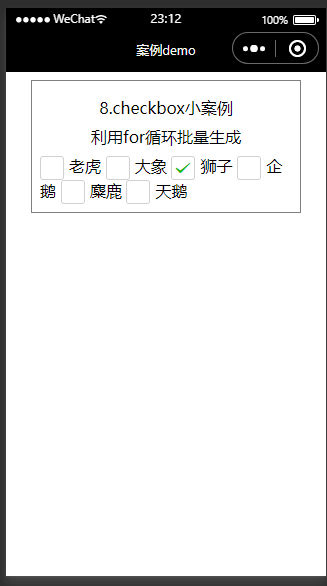 WeChat 23:12 100%
案例demo
8.checkbox小案例
利用for循环批量生成
老虎 大象 狮子 企
鹅 麋鹿 天鹅